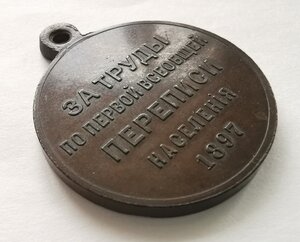 ЗА ТРУДЫ
ПО ПЕРВОЙ ВСЕОБЩЕЙ
ПЕРЕПИСИ
НАСЕЛЕНІЯ
1897